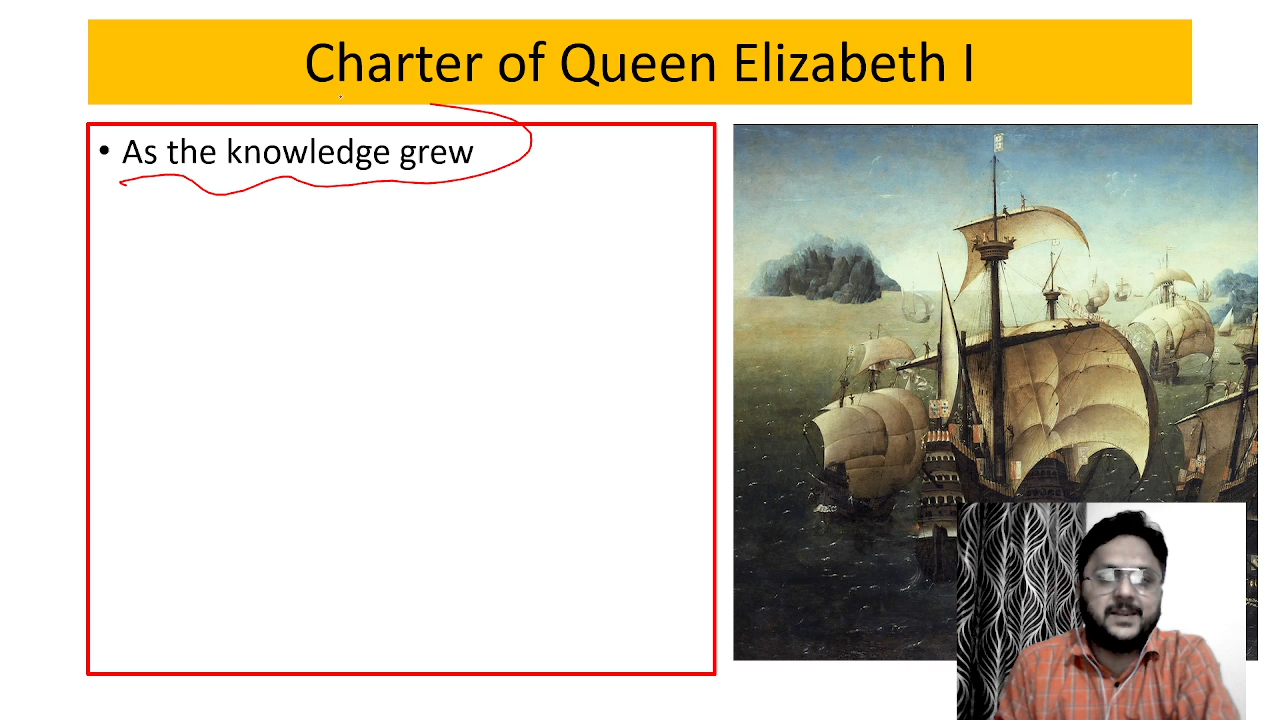 Charter of Queen Elizabeth I
• As the knowledge grew